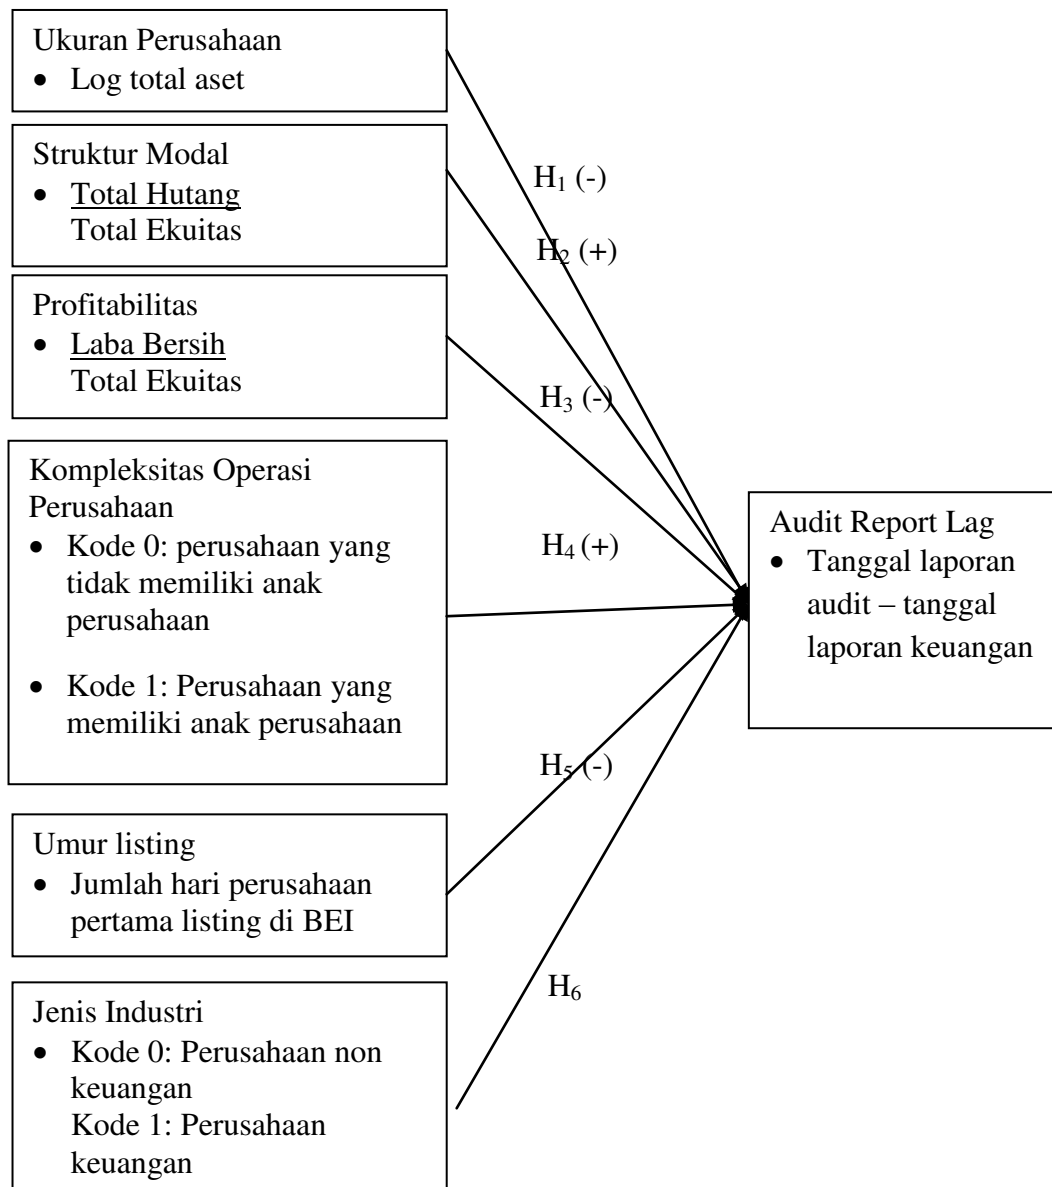 Ukuran Perusahaan
• Log total aset
Struktur Modal
• Total Hutang
Total Ekuitas
Profitabilitas
• Laba Bersih
Total Ekuitas
Kompleksitas Operasi
Perusahaan
• Kode 0: perusahaan yang
tidak memiliki anak
perusahaan
• Kode 1: Perusahaan yang
memiliki anak perusahaan
Umur listing
• Jumlah hari perusahaan
pertama listing di BEI
Jenis Industri
• Kode 0: Perusahaan non
keuangan
Kode 1: Perusahaan
keuangan
H₁ (-)
H₂ (+)
H₃ (-)
H₄ (+)
H₅ (-)
H₆
Audit Report Lag
• Tanggal laporan
audit – tanggal
laporan keuangan